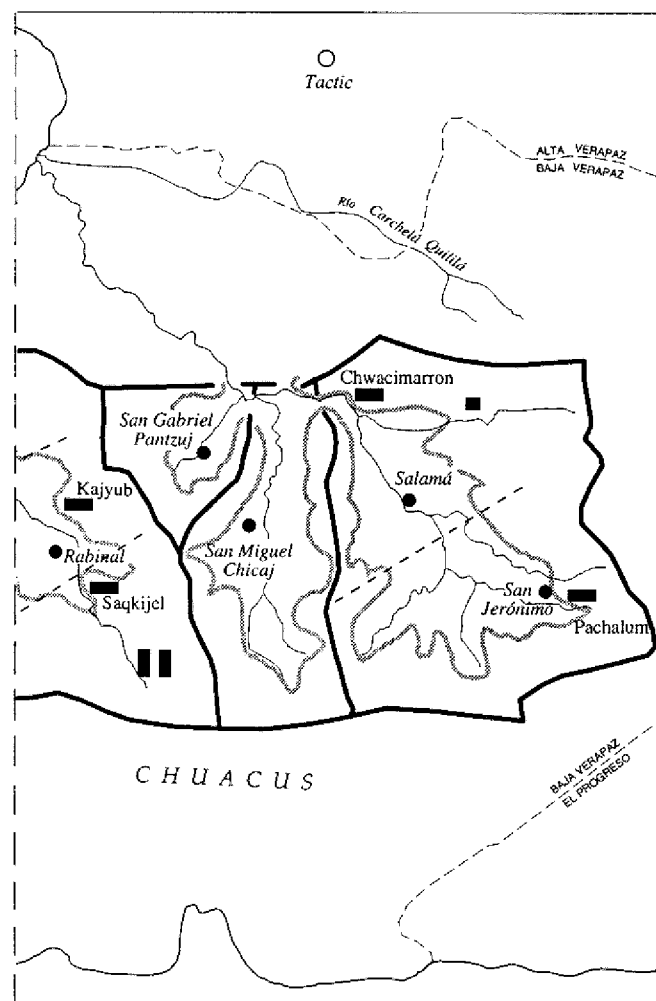 Tactic
ALTA VERAPAZ
BAJA VERAPAZ
Río Carchelá Quililá
Chwacimarron
San Gabriel
Pantzuj
Kajyub
Salamá
Rabinal
San Miguel
Chicaj
Saqkijel
San
Jerónimo
Pachalum
CHUACUS
BAJA VERAPAZ
EL PROGRESO